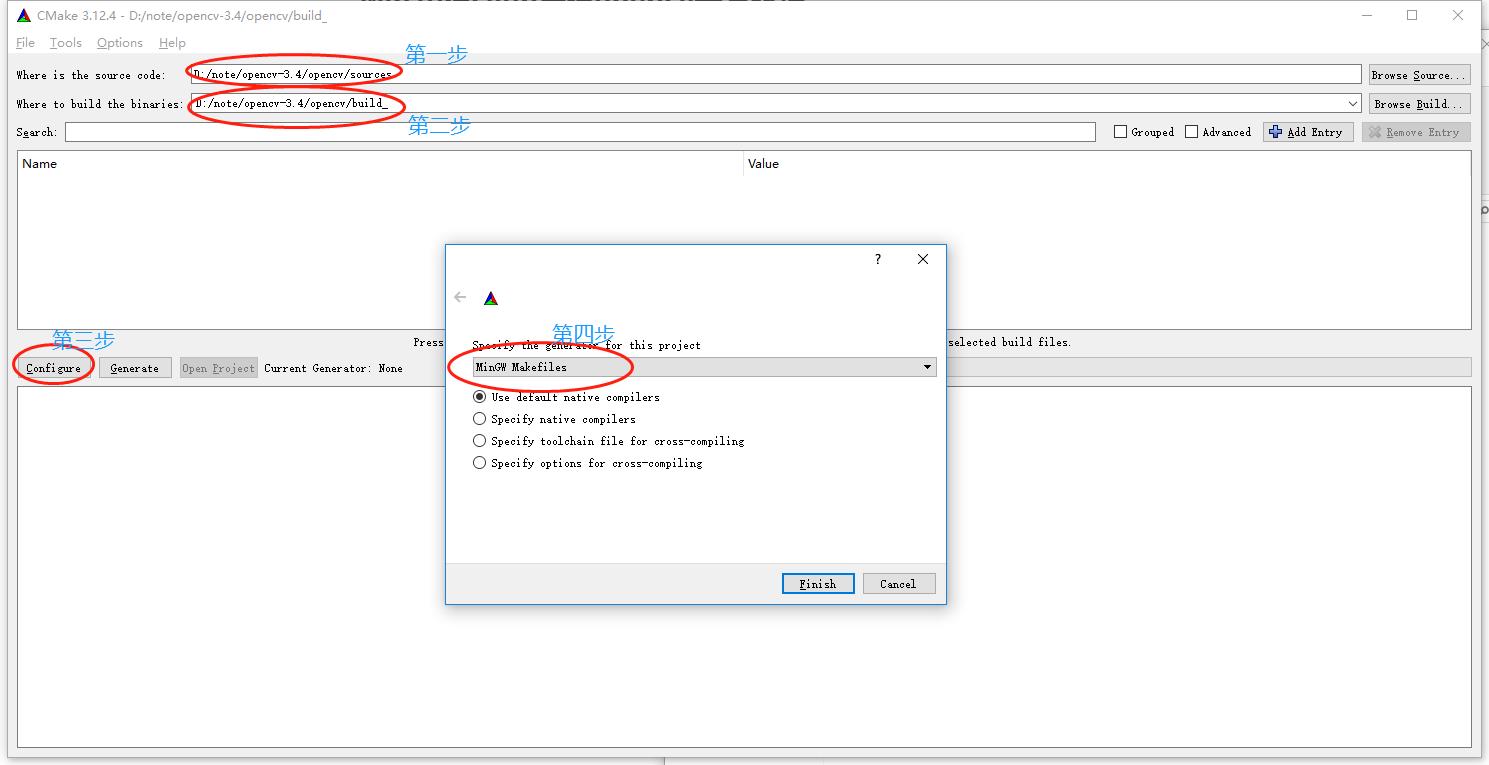 CMake 3.12.4 - D:/note/opencv-3.4/opencv/build_
File Tools Options Help
第一步
Where is the source code: D:/note/opencv-3.4/opencv/sources Browse Source...
Where to build the binaries: D:/note/opencv-3.4/opencv/build_ Browse Build...
第二步
Search: Grouped Advanced Add Entry Remove Entry
Name Value
?
第三步
第四步
Press selected build files.
Specify the generator for this project
Configure Generate Open Project Current Generator: None
MinGW Makefiles
Use default native compilers
Specify native compilers
Specify toolchain file for cross-compiling
Specify options for cross-compiling
Finish Cancel